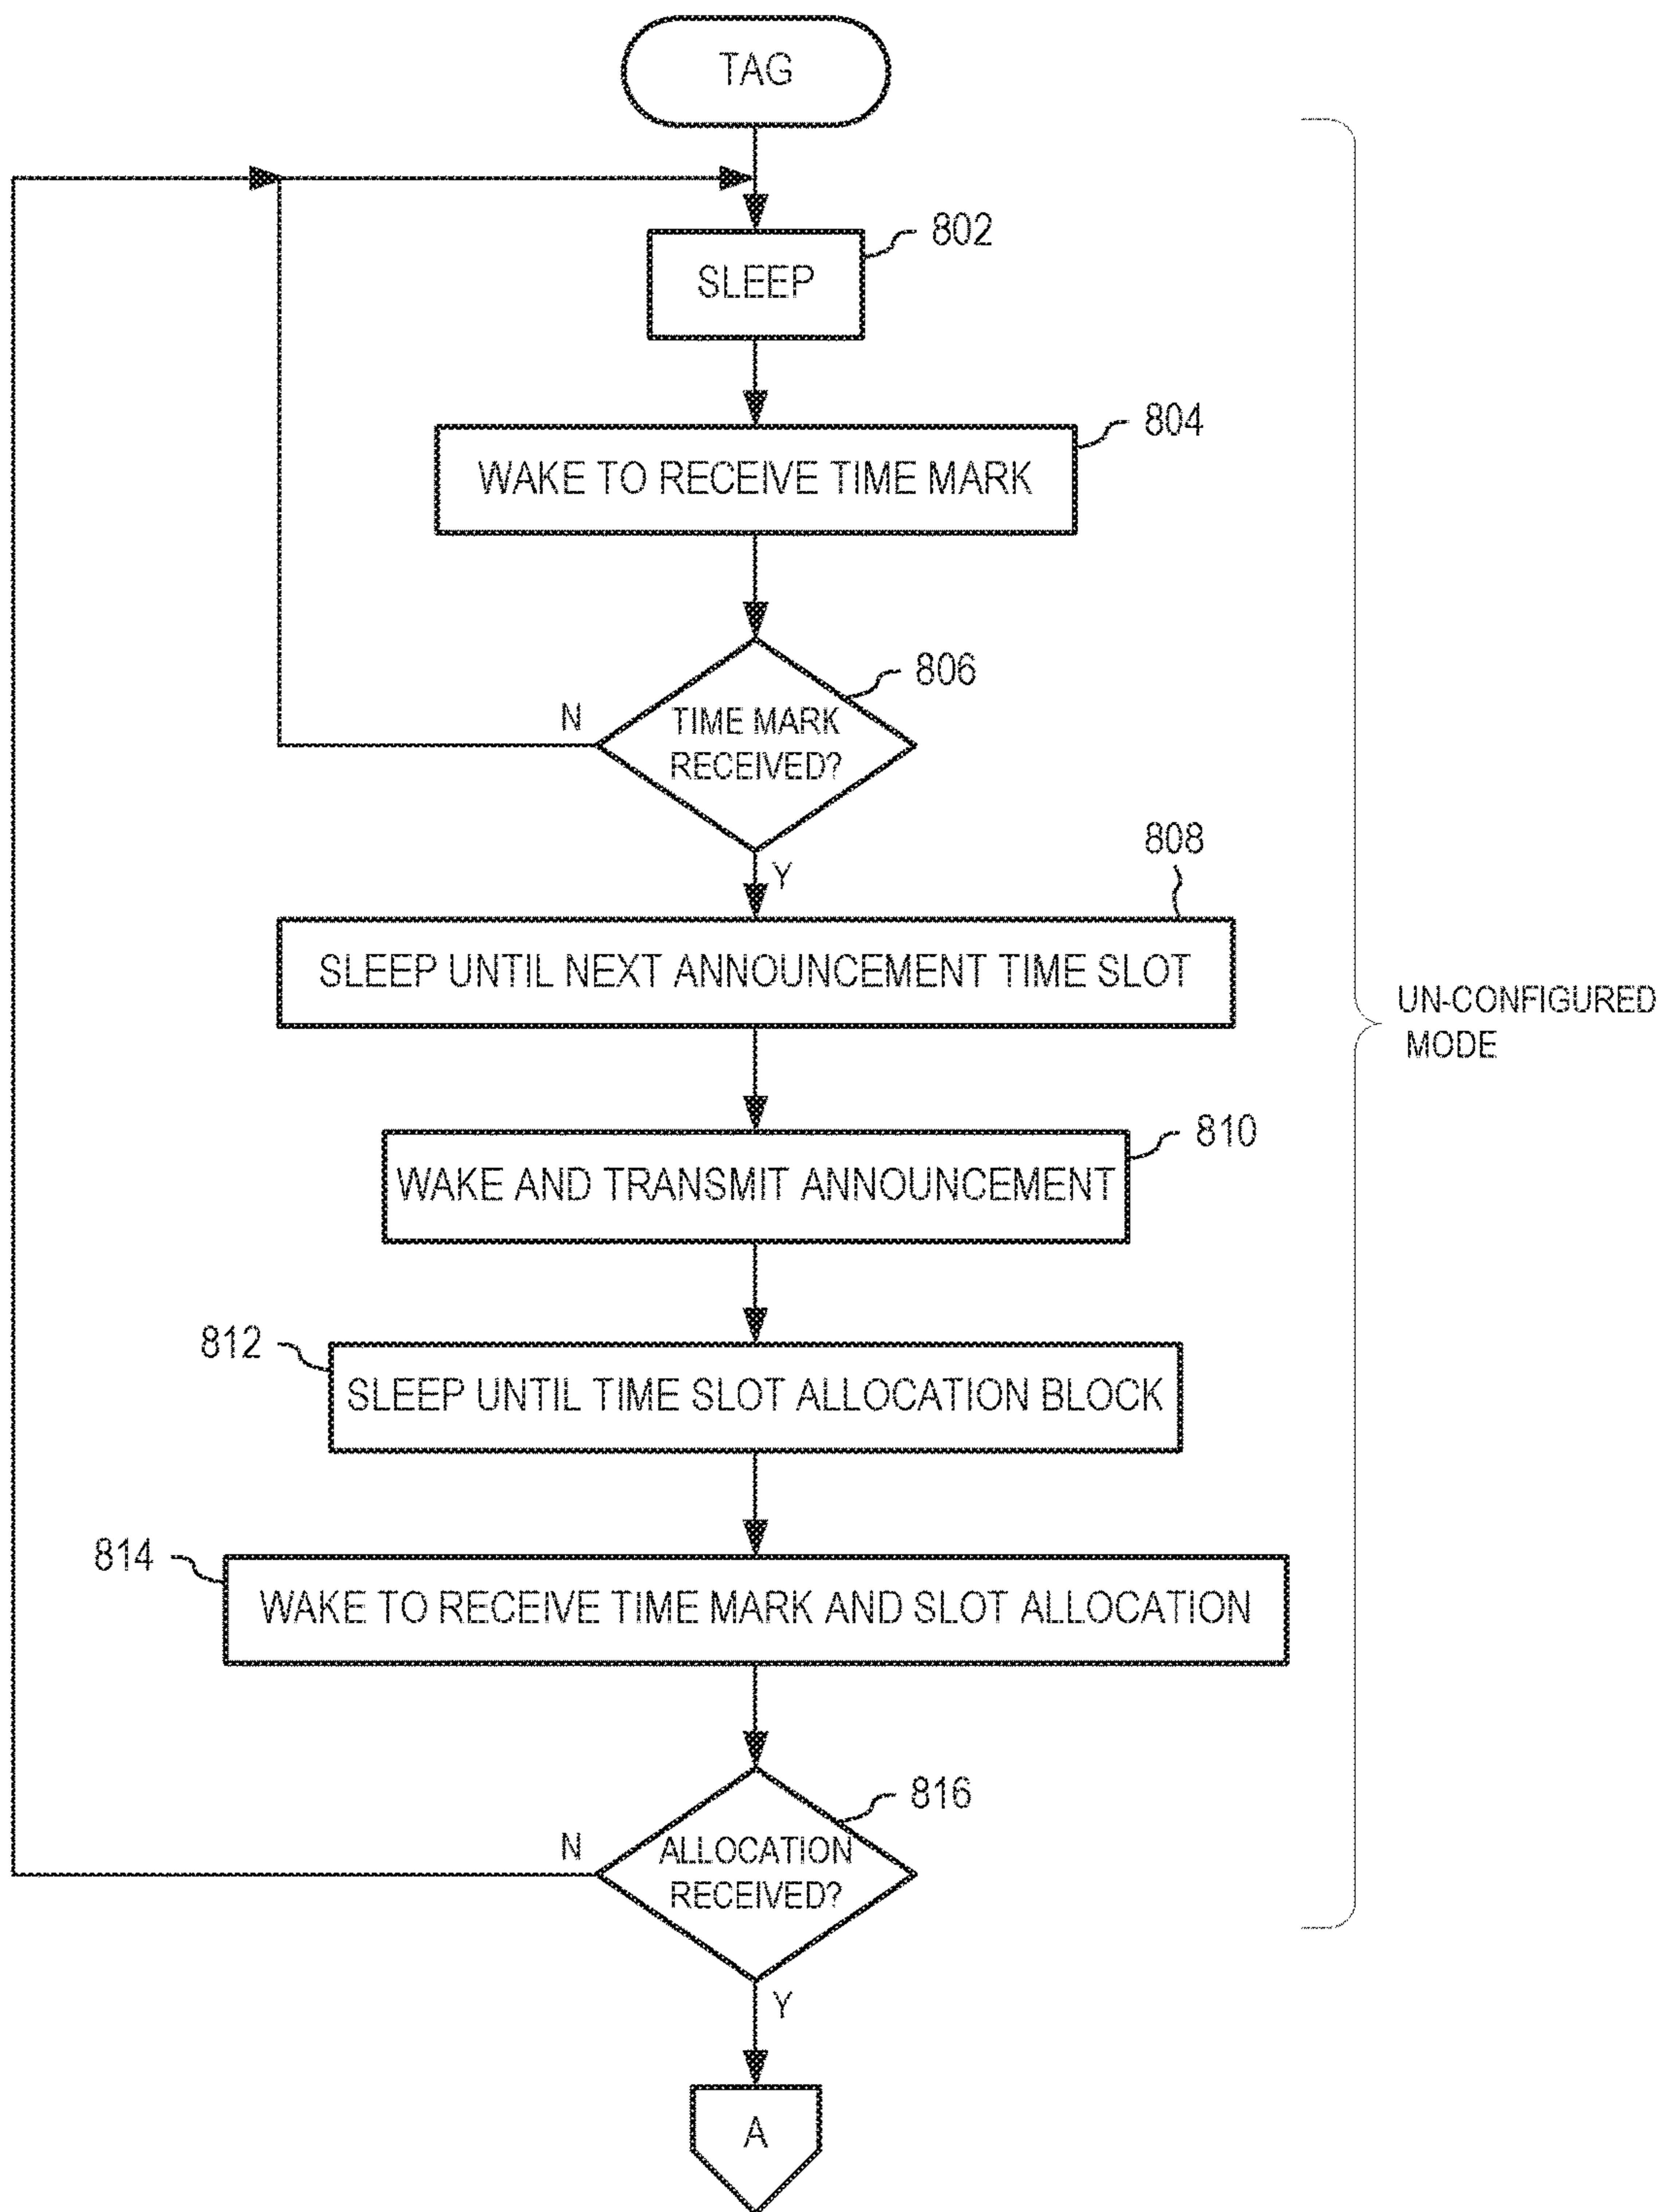 TAG
802
SLEEP
804
WAKE TO RECEIVE TIME MARK
806
N
TIME MARK
RECEIVED?
Y
808
SLEEP UNTIL NEXT ANNOUNCEMENT TIME SLOT
UN-CONFIGURED
MODE
810
WAKE AND TRANSMIT ANNOUNCEMENT
812
SLEEP UNTIL TIME SLOT ALLOCATION BLOCK
814
WAKE TO RECEIVE TIME MARK AND SLOT ALLOCATION
816
N
ALLOCATION
RECEIVED?
Y
A